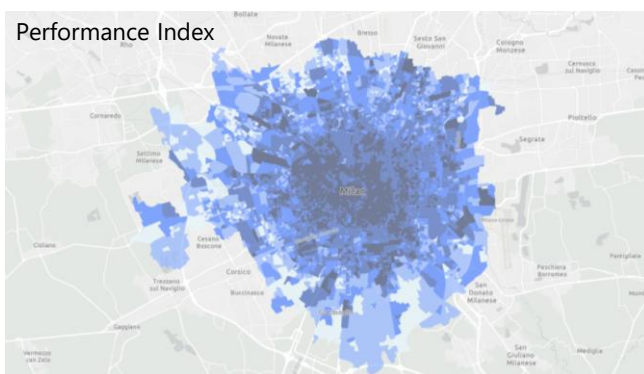 Performance Index
Bollate
Rho
Novate
Milanese
Bresso
Sesto San
Giovanni
Cologno
Monzese
Cernusco
sul Naviglio
Cornaredo
Pioltello
Settimo
Milanese
Segrate
Milan
Cusago
Cesano
Boscone
Corsico
Trezzano
sul Naviglio
Buccinasco
San
Donato
Milanese
Peschiera
Borromeo
Gaggiano
San
Giuliano
Milanese
Mediglia
Vermezzo
con Zelo